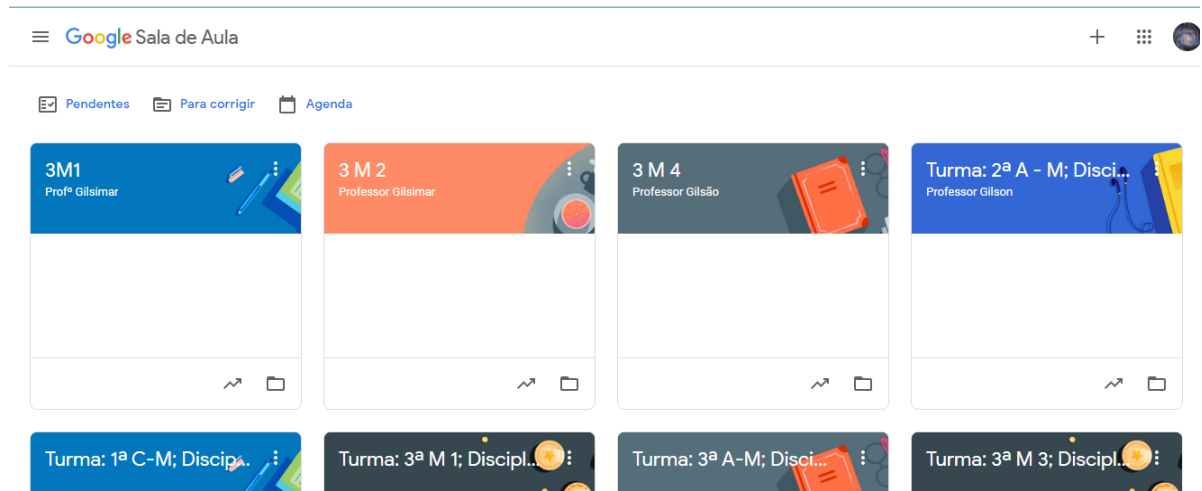 Google Sala de Aula
Pendentes Para corrigir Agenda
3M1
Profº Gilsimar
3 M 2
Professor Gilsimar
3 M 4
Professor Gilsão
Turma: 2ª A - M; Disci...
Professor Gilson
Turma: 1ª C-M; Discip...
Turma: 3ª M 1; Discipl...
Turma: 3ª A-M; Disci...
Turma: 3ª M 3; Discipl...